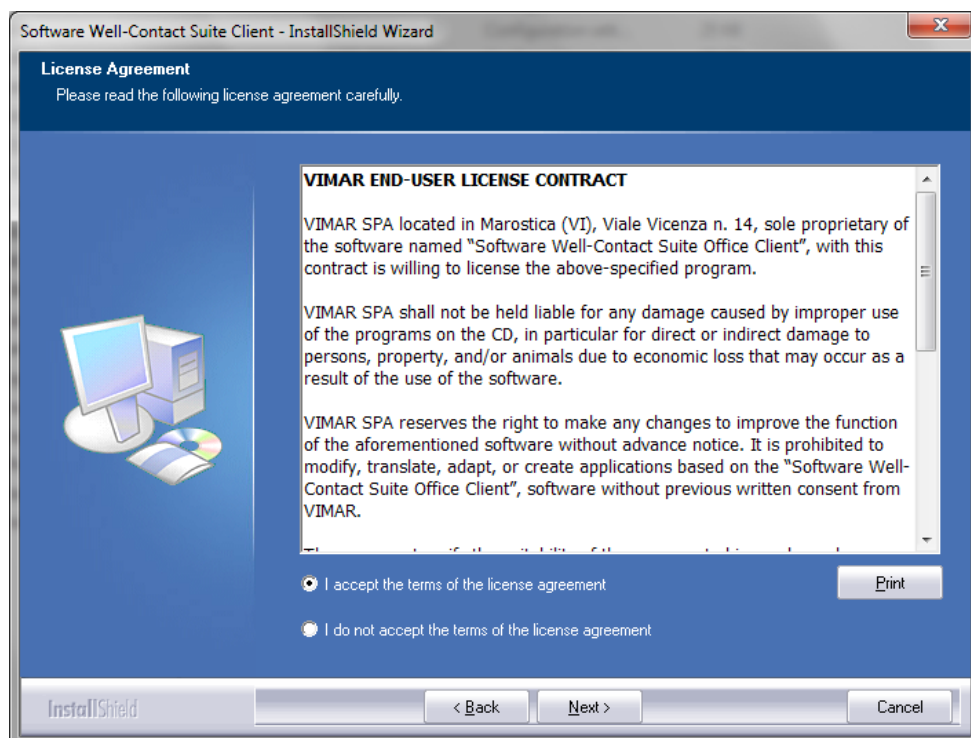 Software Well-Contact Suite Client - InstallShield Wizard
License Agreement
Please read the following license agreement carefully.
VIMAR END-USER LICENSE CONTRACT
VIMAR SPA located in Marostica (VI), Viale Vicenza n. 14, sole proprietary of
the software named “Software Well-Contact Suite Office Client”, with this
contract is willing to license the above-specified program.
VIMAR SPA shall not be held liable for any damage caused by improper use
of the programs on the CD, in particular for direct or indirect damage to
persons, property, and/or animals due to economic loss that may occur as a
result of the use of the software.
VIMAR SPA reserves the right to make any changes to improve the function
of the aforementioned software without advance notice. It is prohibited to
modify, translate, adapt, or create applications based on the “Software Well-
Contact Suite Office Client”, software without previous written consent from
VIMAR.
I accept the terms of the license agreement
Print
I do not accept the terms of the license agreement
InstallShield
< Back
Next >
Cancel